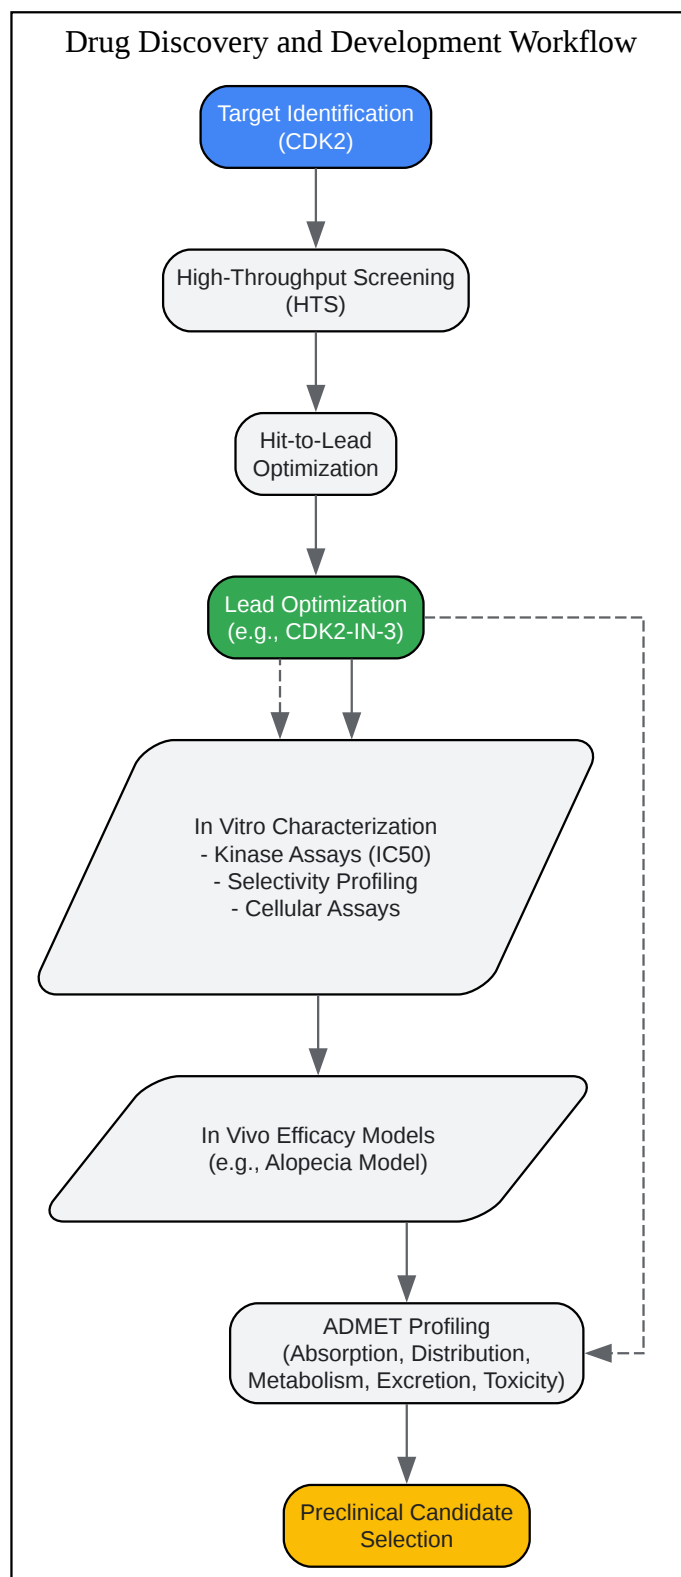 Drug Discovery and Development Workflow
Target Identification
(CDK2)
High-Throughput Screening
(HTS)
Hit-to-Lead
Optimization
Lead Optimization
(e.g., CDK2-IN-3)
In Vitro Characterization
- Kinase Assays (IC50)
- Selectivity Profiling
- Cellular Assays
In Vivo Efficacy Models
(e.g., Alopecia Model)
ADMET Profiling
(Absorption, Distribution,
Metabolism, Excretion, Toxicity)
Preclinical Candidate
Selection